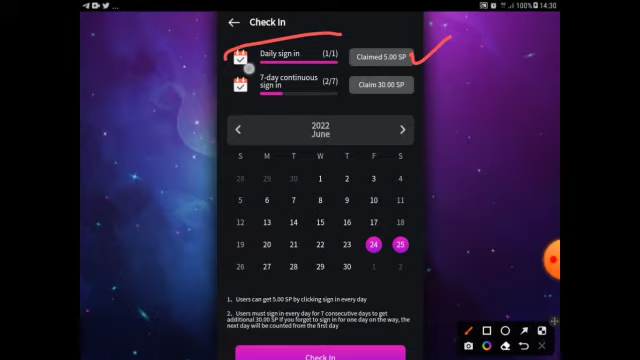 100% 14:30
Check In
Daily sign in (1/1) Claimed 5.00 SP
7-day continuous sign in (2/7) Claim 30.00 SP
2022
June
S M T W T F S
28 29 30 1 2 3 4
5 6 7 8 9 10 11
12 13 14 15 16 17 18
19 20 21 22 23 24 25
26 27 28 29 30 1 2
1、Users can get 5.00 SP by clicking sign in every day
2、Users must sign in every day for 7 consecutive days to get
additional 30.00 SP if you forget to sign in for one day on the way, the
next day will be counted from the first day
Check In